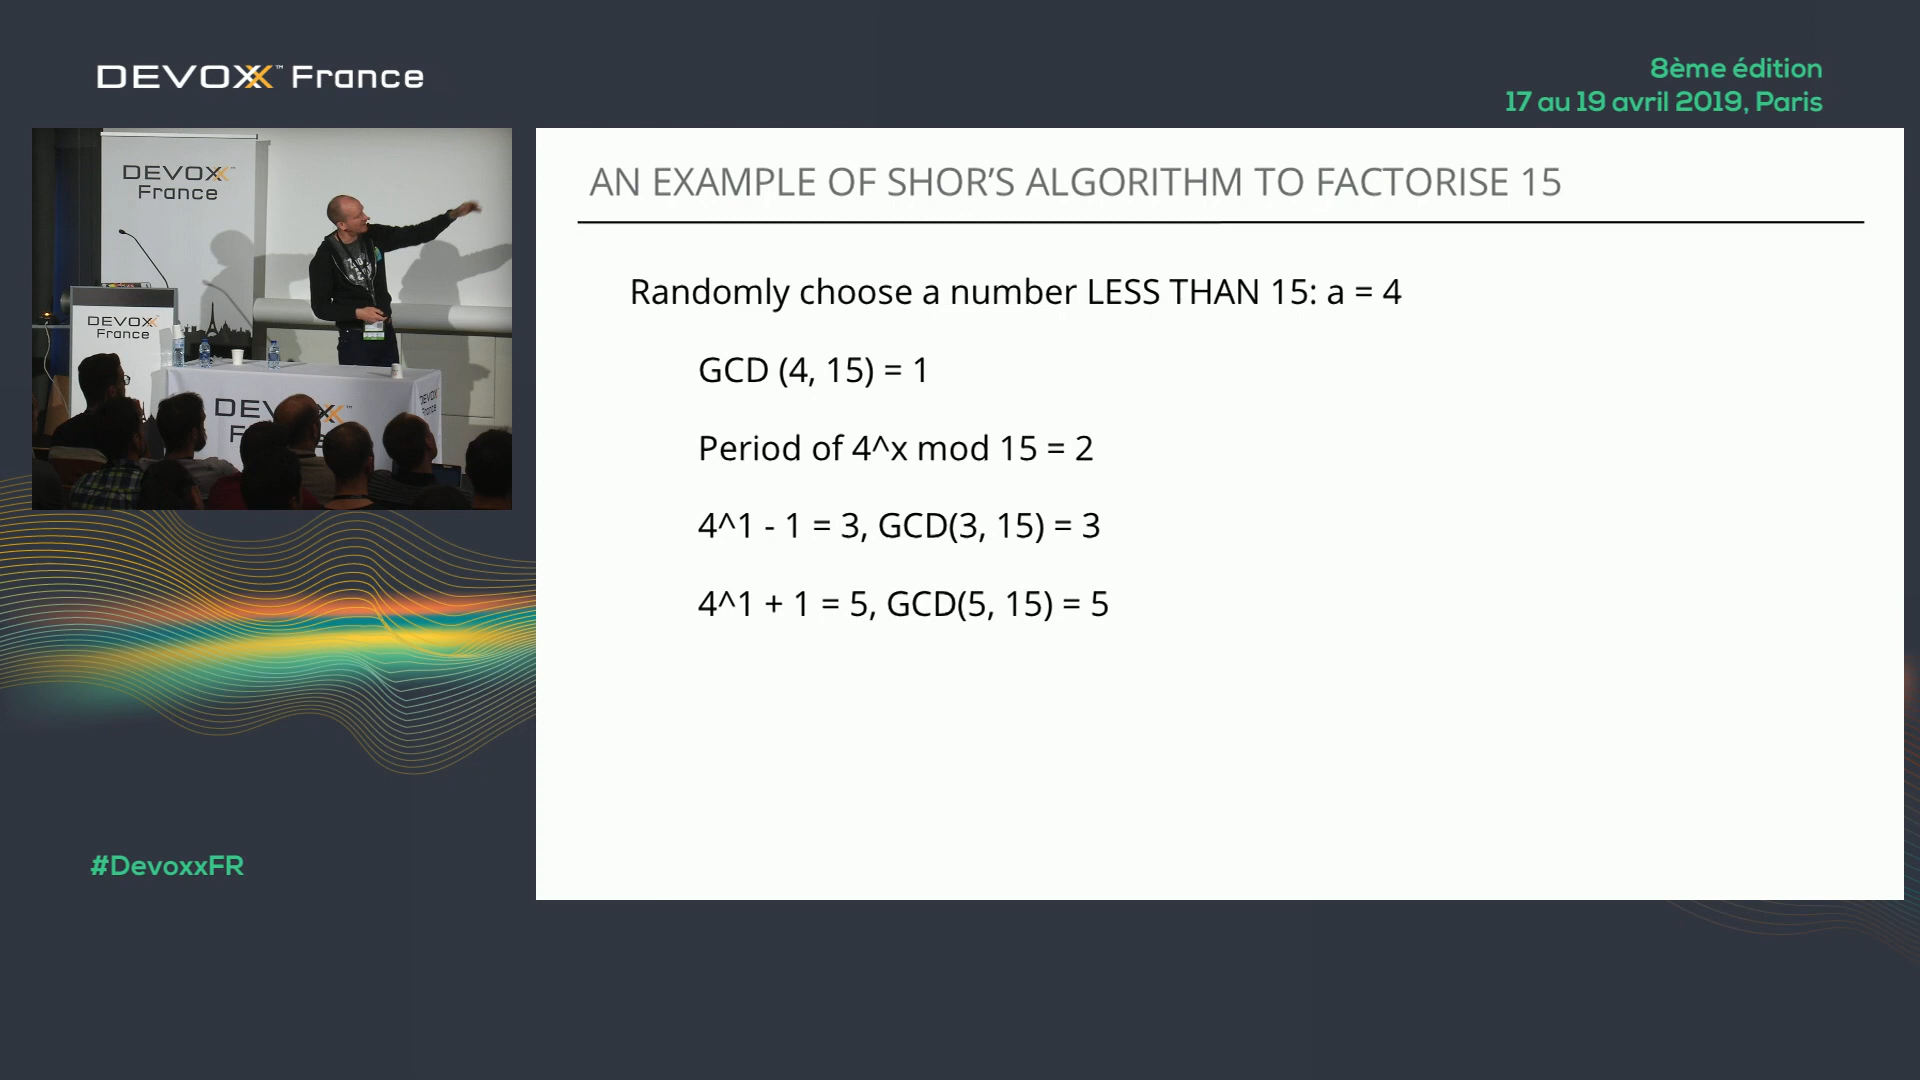 DEVOXX™ France
8ème édition
17 au 19 avril 2019, Paris
DEVOXX
France
DEVOXX
France
DEVOXX
France
AN EXAMPLE OF SHOR'S ALGORITHM TO FACTORISE 15
Randomly choose a number LESS THAN 15: a = 4
GCD (4, 15) = 1
Period of 4^x mod 15 = 2
4^1 - 1 = 3, GCD(3, 15) = 3
4^1 + 1 = 5, GCD(5, 15) = 5
#DevoxxFR